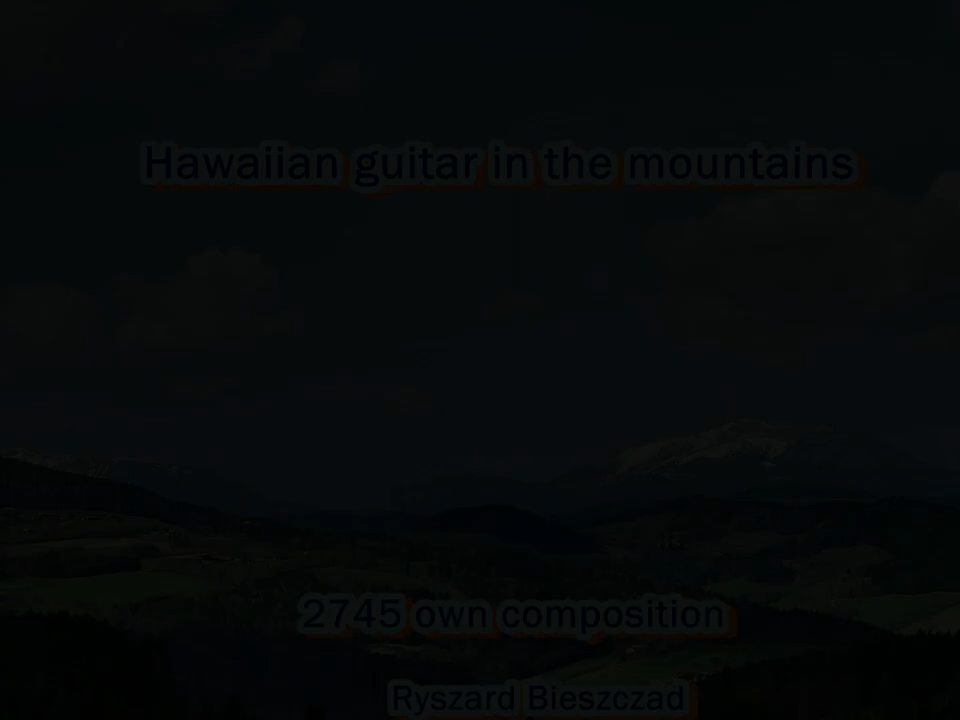 Hawaiian guitar in the mountains
2745 own composition
Ryszard Bieszczad